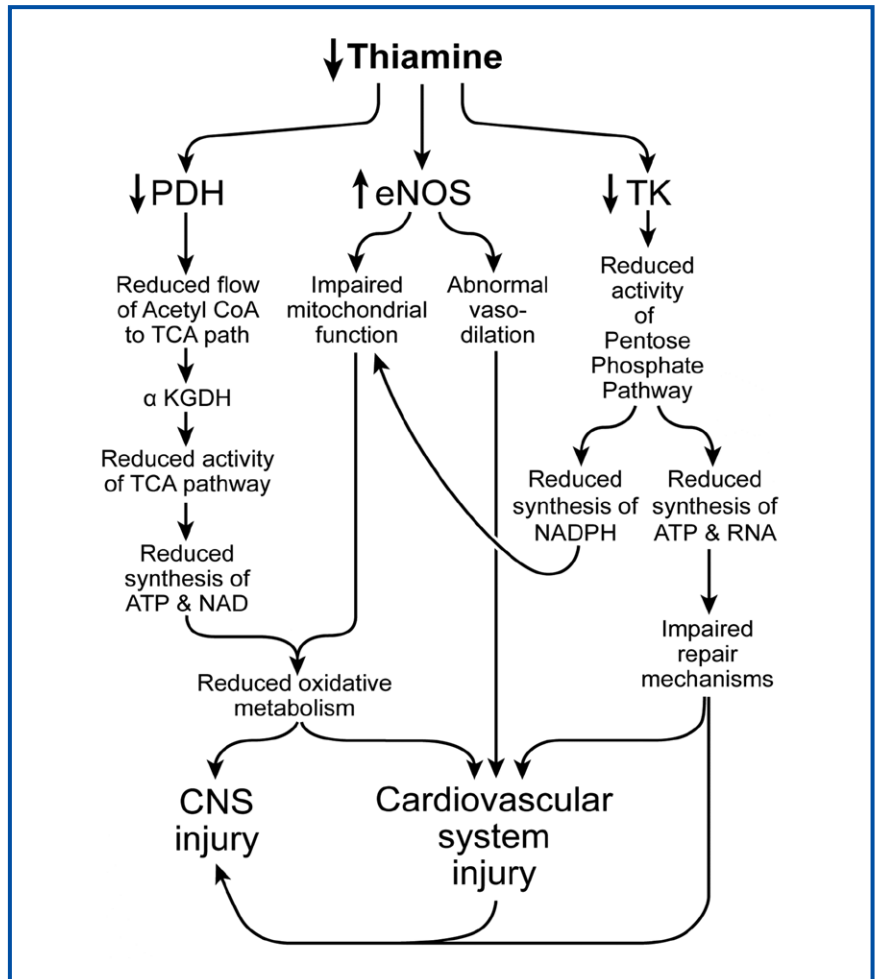 ↓Thiamine
↓PDH
↑eNOS
↓TK
Reduced flow
of Acetyl CoA
to TCA path
Impaired
mitochondrial
function
Abnormal
vaso-
dilation
Reduced
activity
of
Pentose
Phosphate
Pathway
α KGDH
Reduced activity
of TCA pathway
Reduced
synthesis of
NADPH
Reduced
synthesis of
ATP & RNA
Reduced
synthesis of
ATP & NAD
Impaired
repair
mechanisms
Reduced oxidative
metabolism
CNS
injury
Cardiovascular
system
injury